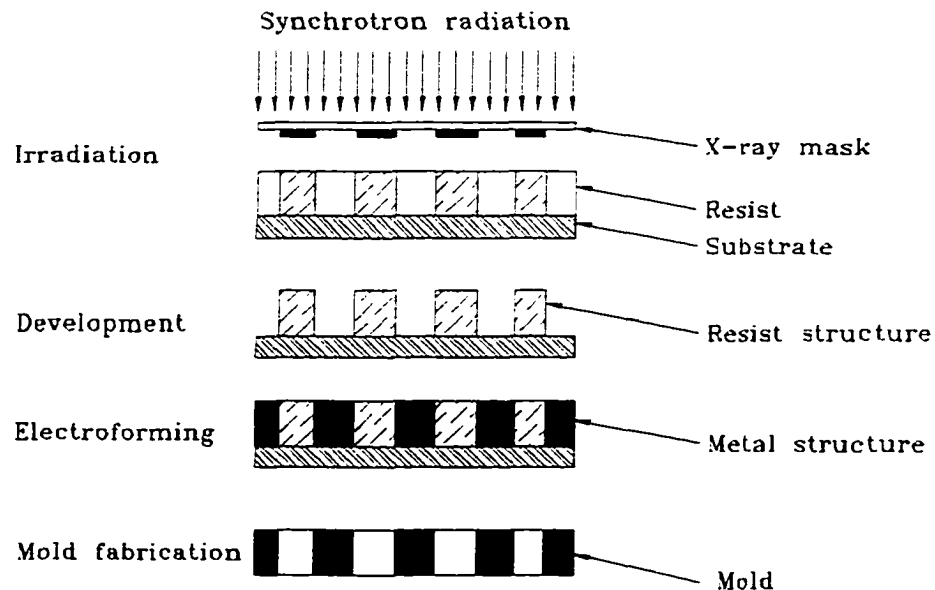 Synchrotron radiation
Irradiation
X-ray mask
Resist
Substrate
Development
Resist structure
Electroforming
Metal structure
Mold fabrication
Mold